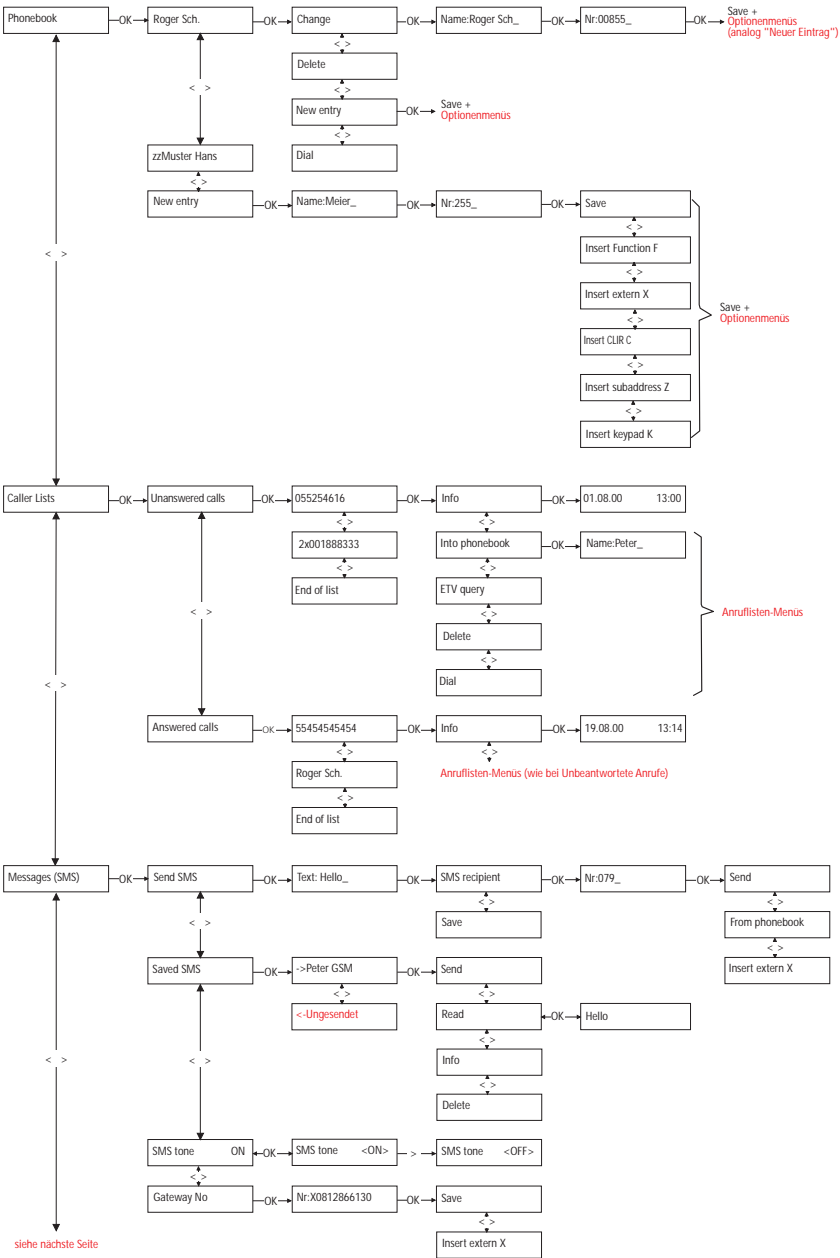 Phonebook OK Roger Sch. OK Change OK Name:Roger Sch_ OK Nr:00855_ OK Save +
Optionenmenüs
(analog "Neuer Eintrag")
< >
Delete
< >
< >
New entry OK Save +
Optionenmenüs
< >
zzMuster Hans Dial
< >
New entry OK Name:Meier_ OK Nr:255_ OK Save
< >
Insert Function F
< >
< >
Insert extern X
< >
Save +
Optionenmenüs
Insert CLIR C
< >
Insert subaddress Z
< >
Insert keypad K
Caller Lists OK Unanswered calls OK 055254616 OK Info OK 01.08.00 13:00
< > < >
2x001888333 Into phonebook OK Name:Peter_
< > < >
End of list ETV query
< >
< >
Anruflisten-Menüs
Delete
< >
< >
Dial
Answered calls OK 55454545454 OK Info OK 19.08.00 13:14
< > < >
Roger Sch. Anruflisten-Menüs (wie bei Unbeantwortete Anrufe)
< >
End of list
Messages (SMS) OK Send SMS OK Text: Hello_ OK SMS recipient OK Nr:079_ OK Send
< > < >
< >
Save From phonebook
< >
Saved SMS OK ->Peter GSM OK Send Insert extern X
< > < >
<-Ungesendet Read OK Hello
< >
< > < >
Info
< >
Delete
SMS tone ON OK SMS tone <ON> > SMS tone <OFF>
< >
Gateway No OK Nr:X0812866130 OK Save
< >
siehe nächste Seite Insert extern X